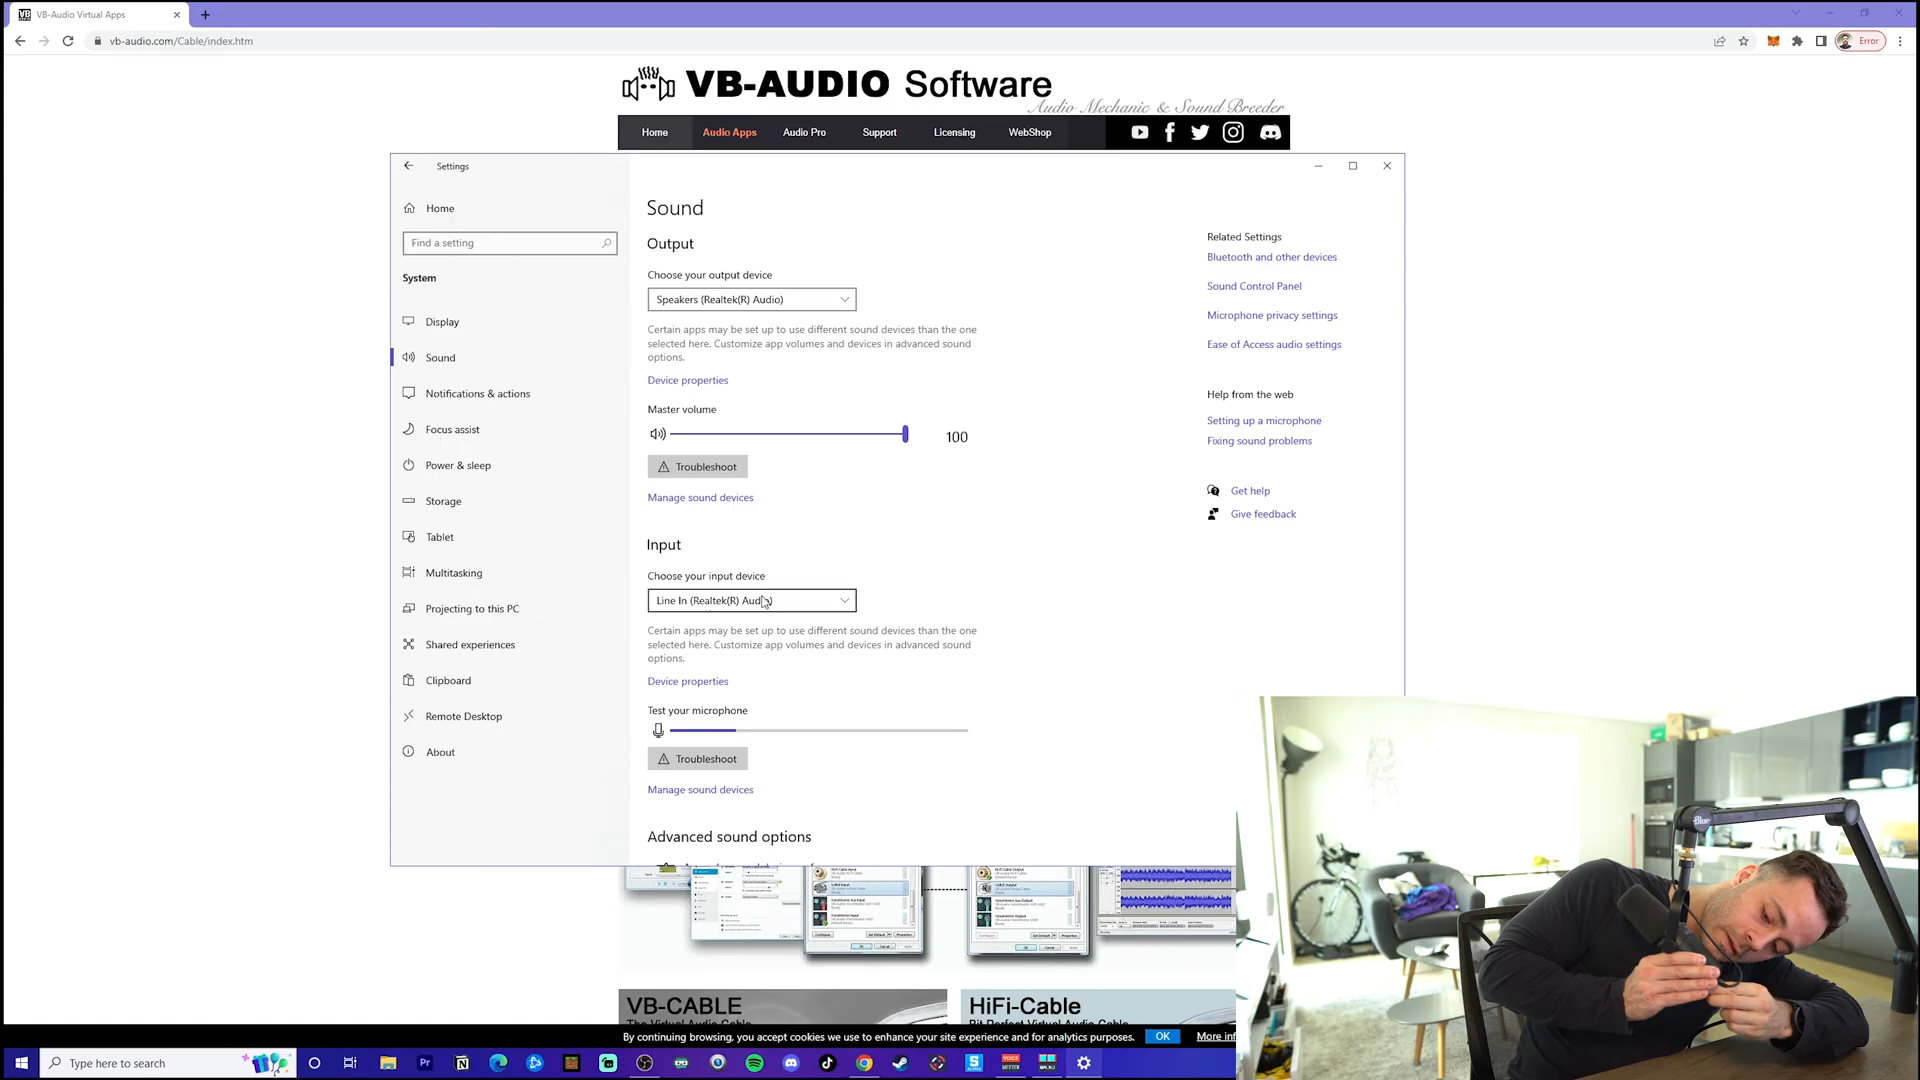 VB-Audio Virtual Apps
vb-audio.com/Cable/index.htm
Error
VB-AUDIO Software
Audio Mechanic & Sound Breeder
Home Audio Apps Audio Pro Support Licensing WebShop
Settings
Home
Find a setting
System
Display
Sound
Notifications & actions
Focus assist
Power & sleep
Storage
Tablet
Multitasking
Projecting to this PC
Shared experiences
Clipboard
Remote Desktop
About
Sound
Output
Choose your output device
Speakers (Realtek(R) Audio)
Certain apps may be set up to use different sound devices than the one
selected here. Customize app volumes and devices in advanced sound
options.
Device properties
Master volume
100
Troubleshoot
Manage sound devices
Input
Choose your input device
Line In (Realtek(R) Audio)
Certain apps may be set up to use different sound devices than the one
selected here. Customize app volumes and devices in advanced sound
options.
Device properties
Test your microphone
Troubleshoot
Manage sound devices
Advanced sound options
Related Settings
Bluetooth and other devices
Sound Control Panel
Microphone privacy settings
Ease of Access audio settings
Help from the web
Setting up a microphone
Fixing sound problems
Get help
Give feedback
VB-CABLE
HiFi-Cable
By continuing browsing, you accept cookies we use to enhance your site experience and for analytics purposes. OK More inf
Type here to search